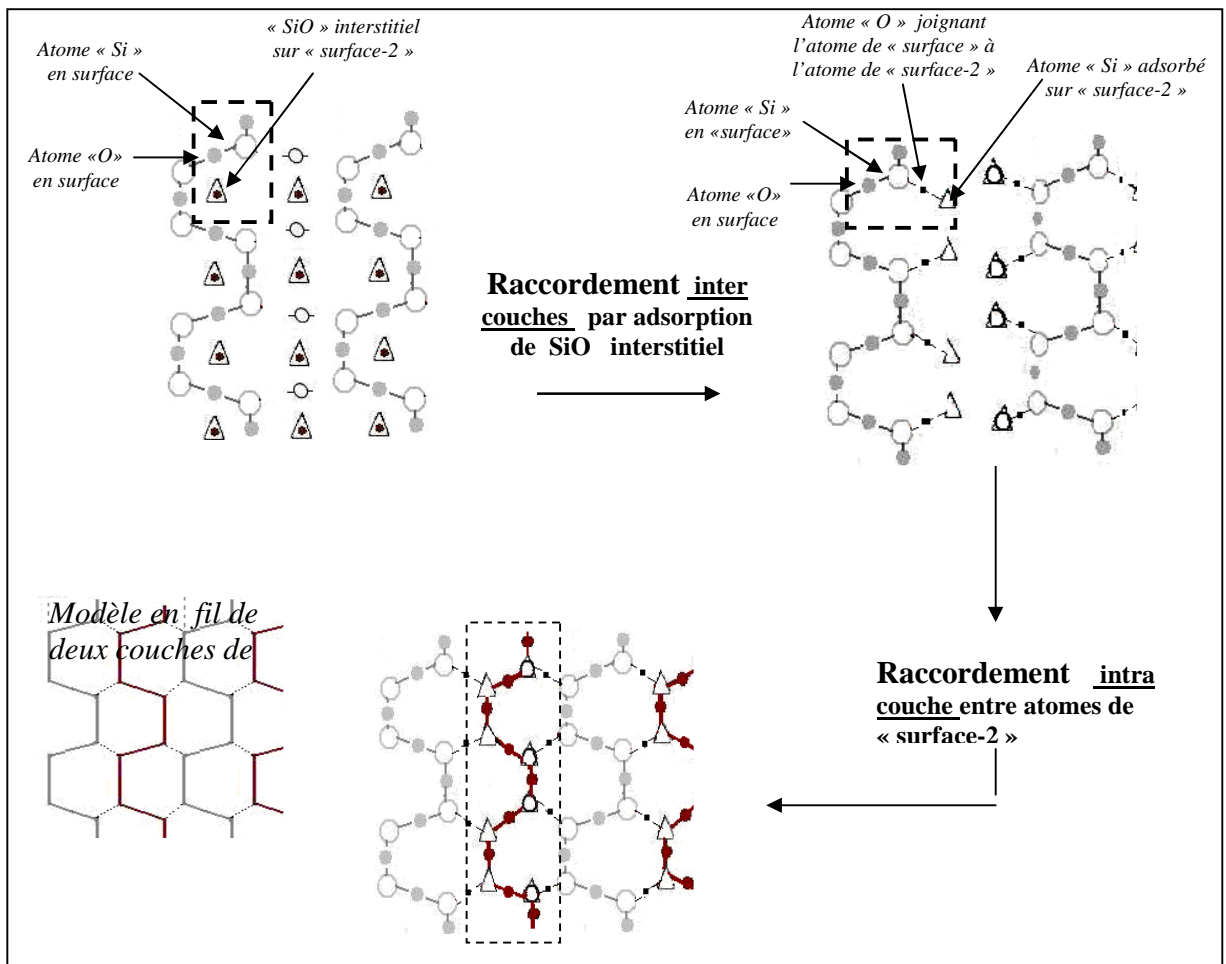 « SiO » interstitiel
sur « surface-2 »
Atome « Si »
en surface
Atome «O»
en surface
Atome « O » joignant
l'atome de « surface » à
l'atome de « surface-2 »
Atome « Si » adsorbé
sur « surface-2 »
Atome « Si »
en «surface»
Atome «O»
en surface
Raccordement inter
couches par adsorption
de SiO interstitiel
Raccordement intra
couche entre atomes de
« surface-2 »
Modèle en fil de
deux couches de